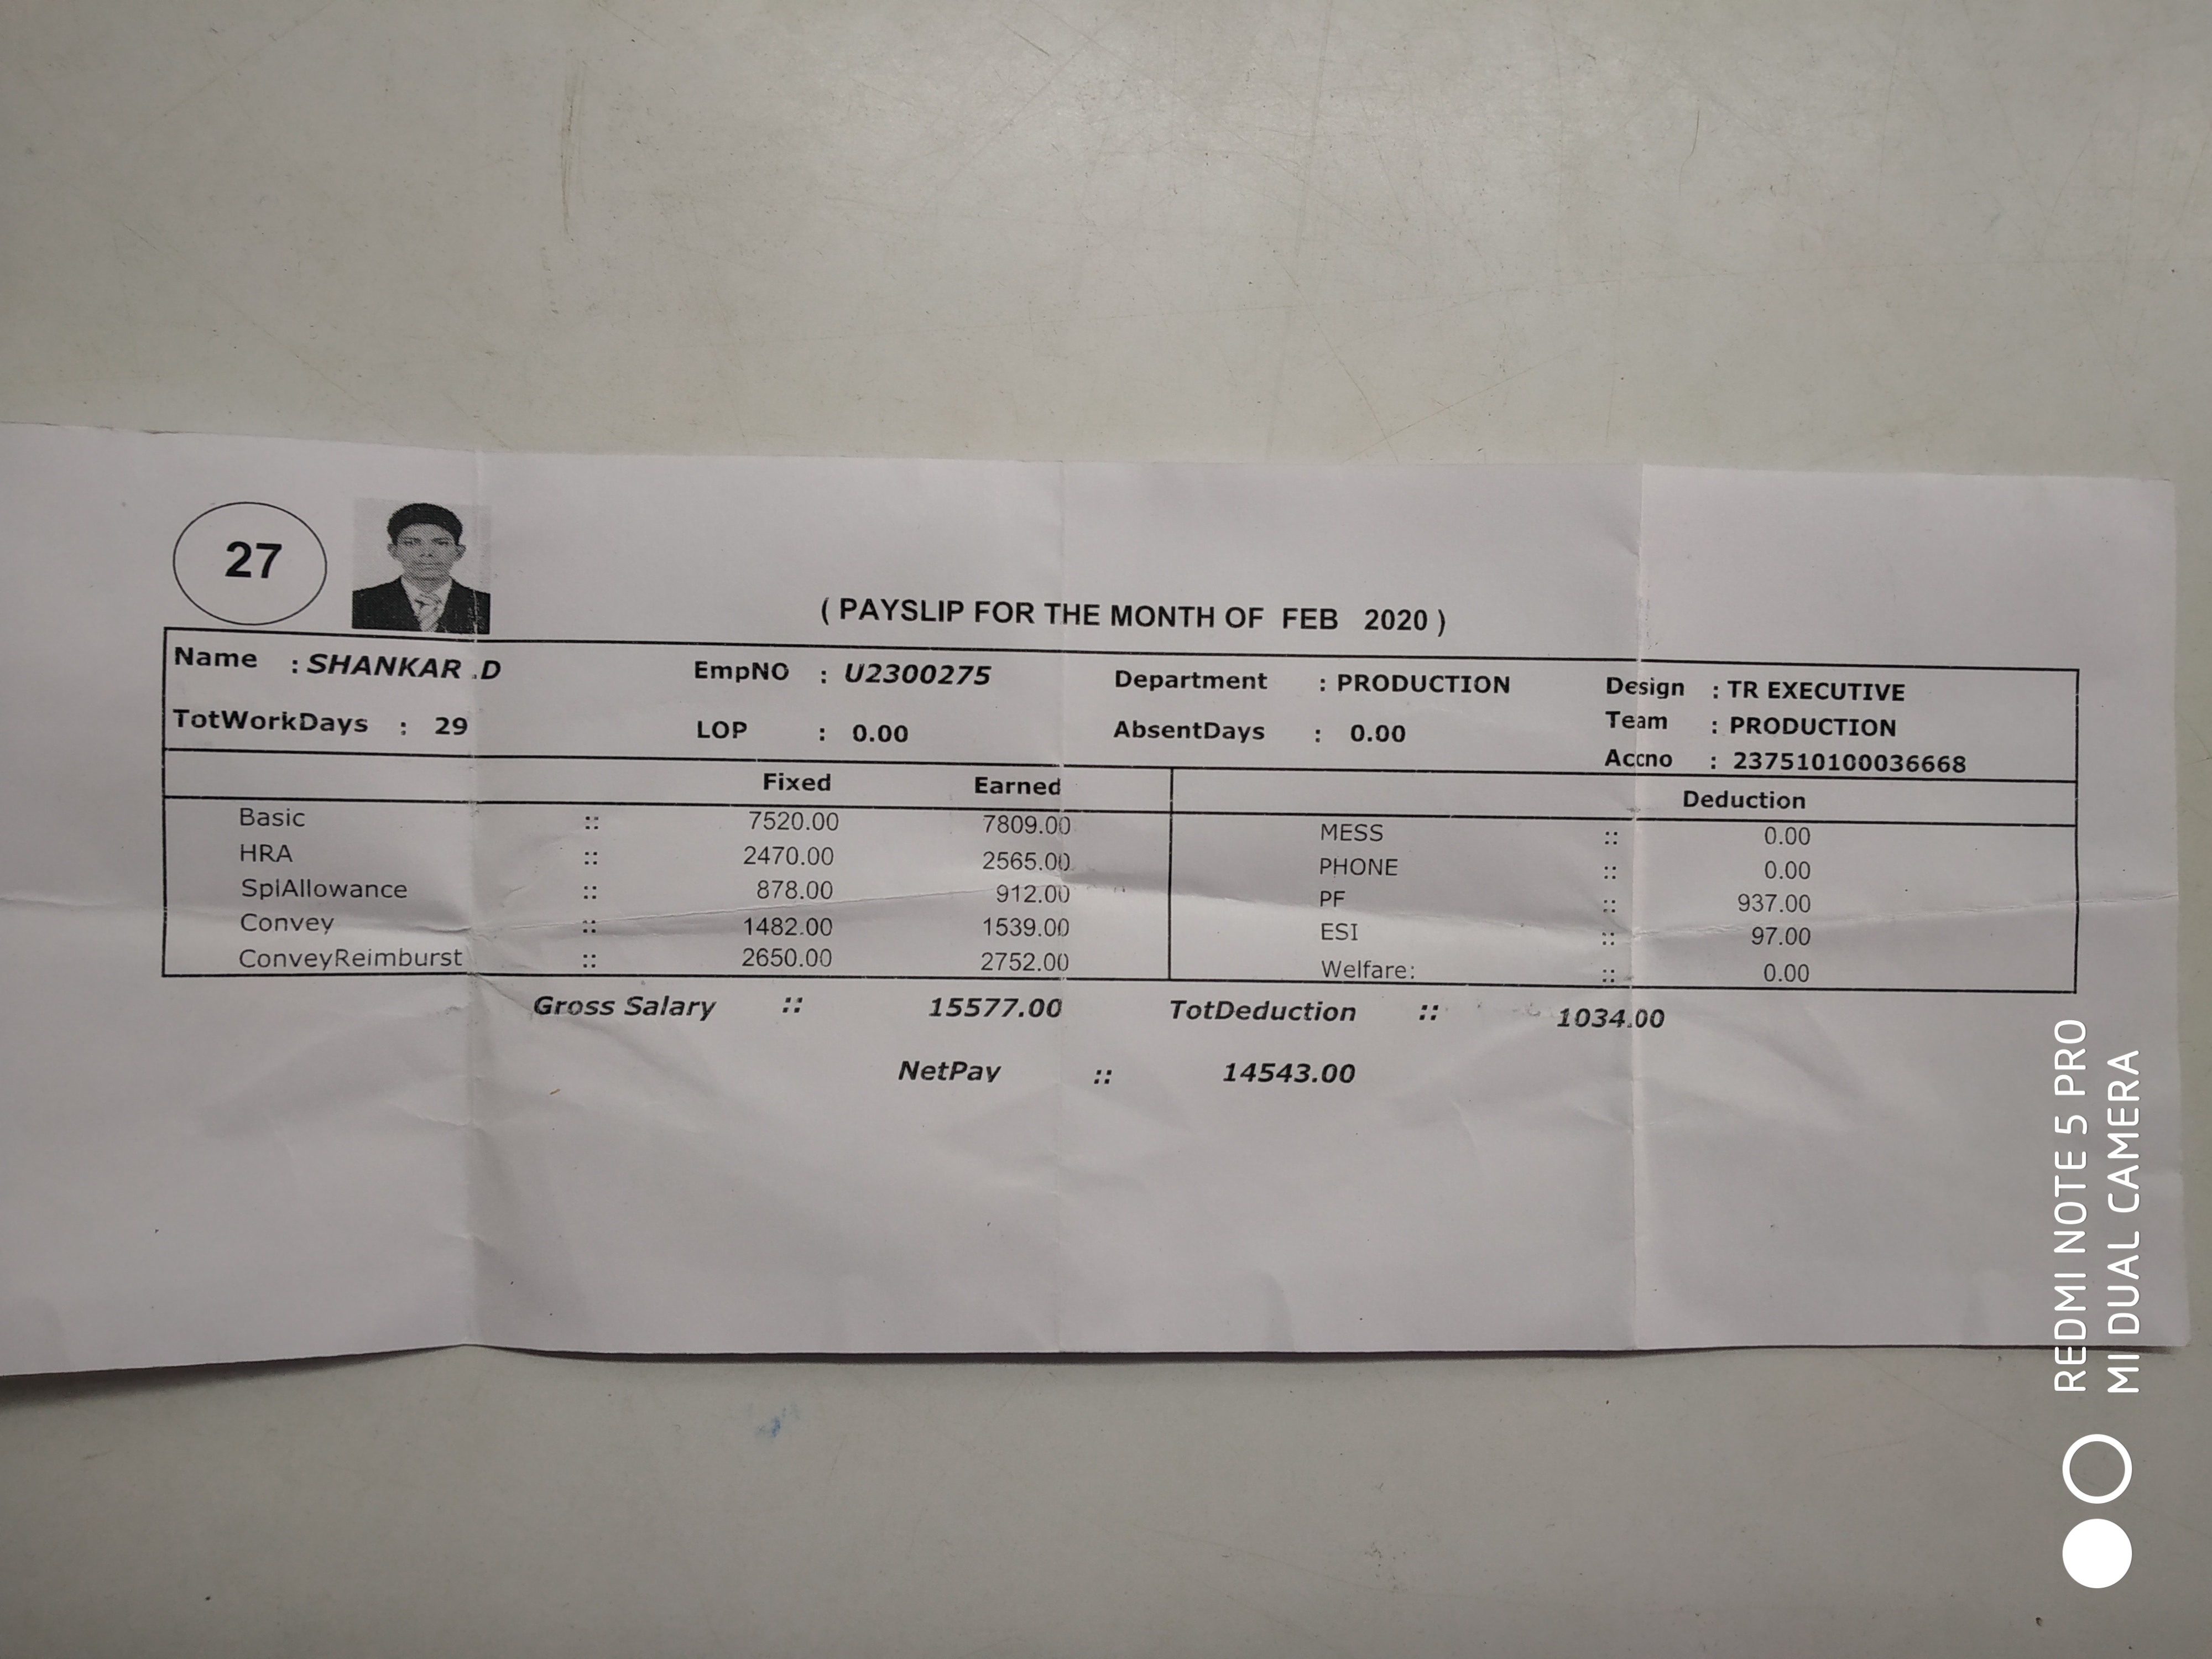 27
( PAYSLIP FOR THE MONTH OF FEB 2020 )
Name : SHANKAR .D EmpNO : U2300275 Department : PRODUCTION Design : TR EXECUTIVE
Team : PRODUCTION
TotWorkDays : 29 LOP : 0.00 AbsentDays : 0.00
Accno : 237510100036668
Fixed Earned Deduction
Basic :: 7520.00 7809.00 MESS :: 0.00
HRA :: 2470.00 2565.00 PHONE :: 0.00
SplAllowance :: 878.00 912.00 PF :: 937.00
Convey :: 1482.00 1539.00 ESI :: 97.00
ConveyReimburst :: 2650.00 2752.00 Welfare: :: 0.00
Gross Salary :: 15577.00 TotDeduction :: 1034.00
NetPay :: 14543.00
REDMI NOTE 5 PRO
MI DUAL CAMERA